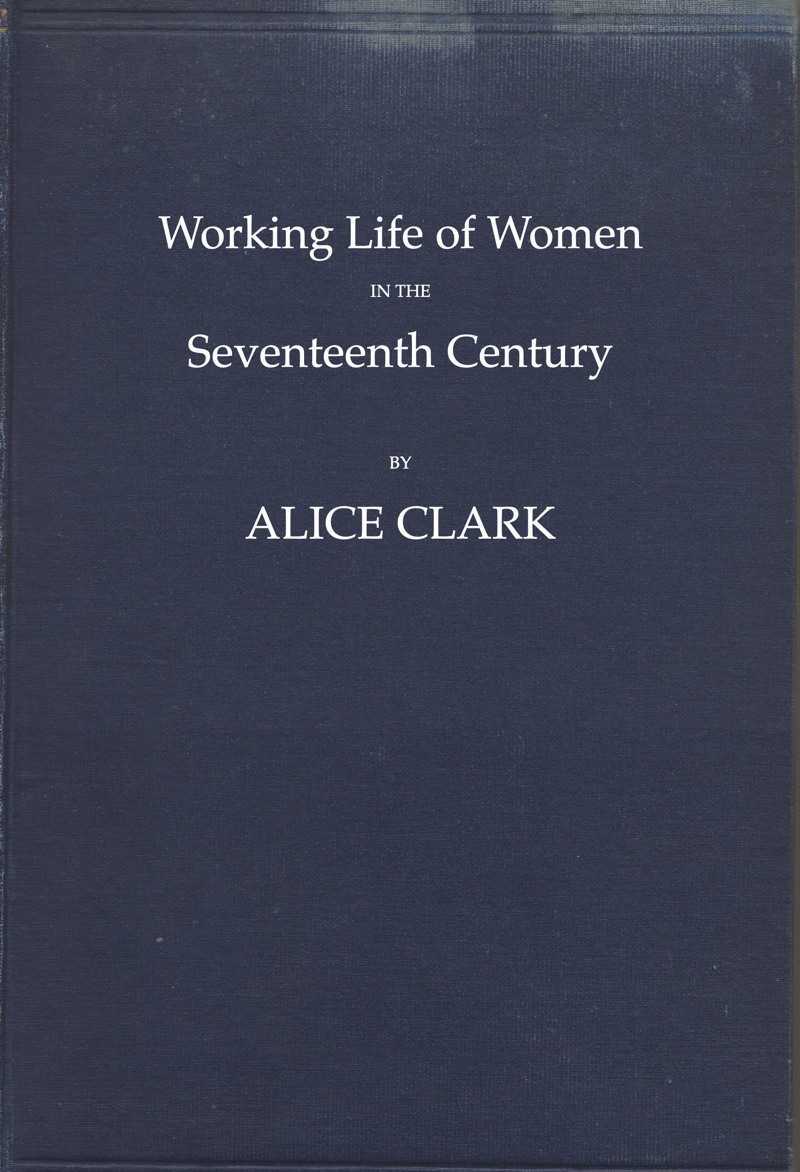 Working Life of Women
IN THE
Seventeenth Century
BY
ALICE CLARK